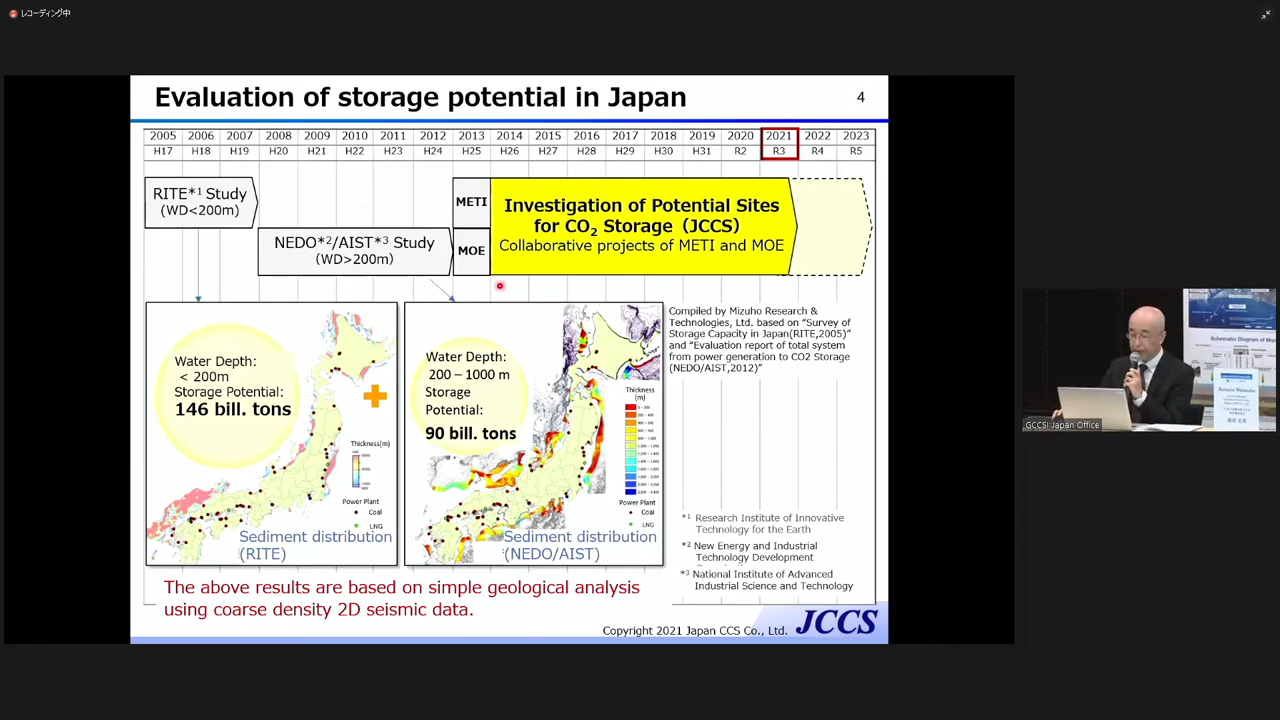 レコーディング中
Evaluation of storage potential in Japan
4
2005 2006 2007 2008 2009 2010 2011 2012 2013 2014 2015 2016 2017 2018 2019 2020 2021 2022 2023
H17 H18 H19 H20 H21 H22 H23 H24 H25 H26 H27 H28 H29 H30 H31 R2 R3 R4 R5
RITE*1 Study
(WD<200m)
NEDO*2/AIST*3 Study
(WD>200m)
METI
MOE
Investigation of Potential Sites
for CO2 Storage (JCCS)
Collaborative projects of METI and MOE
Water Depth:
< 200m
Storage Potential:
146 bill. tons
Thickness(m)
Power Plant
Coal
LNG
Sediment distribution
(RITE)
Water Depth:
200 – 1000 m
Storage
Potential:
90 bill. tons
Thickness
(m)
Power Plant
Coal
LNG
Sediment distribution
(NEDO/AIST)
Compiled by Mizuho Research &
Technologies, Ltd. based on “Survey of
Storage Capacity in Japan(RITE,2005)”
and “Evaluation report of total system
from power generation to CO2 Storage
(NEDO/AIST,2012)”
*1 Research Institute of Innovative
Technology for the Earth
*2 New Energy and Industrial
Technology Development
*3 National Institute of Advanced
Industrial Science and Technology
The above results are based on simple geological analysis
using coarse density 2D seismic data.
Copyright 2021 Japan CCS Co., Ltd.
JCCS
Schematic Diagram of
GCCSI Japan Office